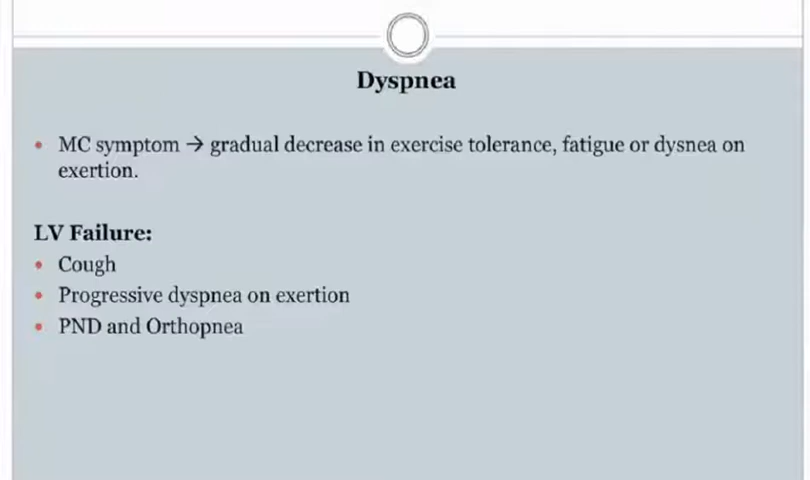 Dyspnea
• MC symptom → gradual decrease in exercise tolerance, fatigue or dysnea on
exertion.
LV Failure:
• Cough
• Progressive dyspnea on exertion
• PND and Orthopnea